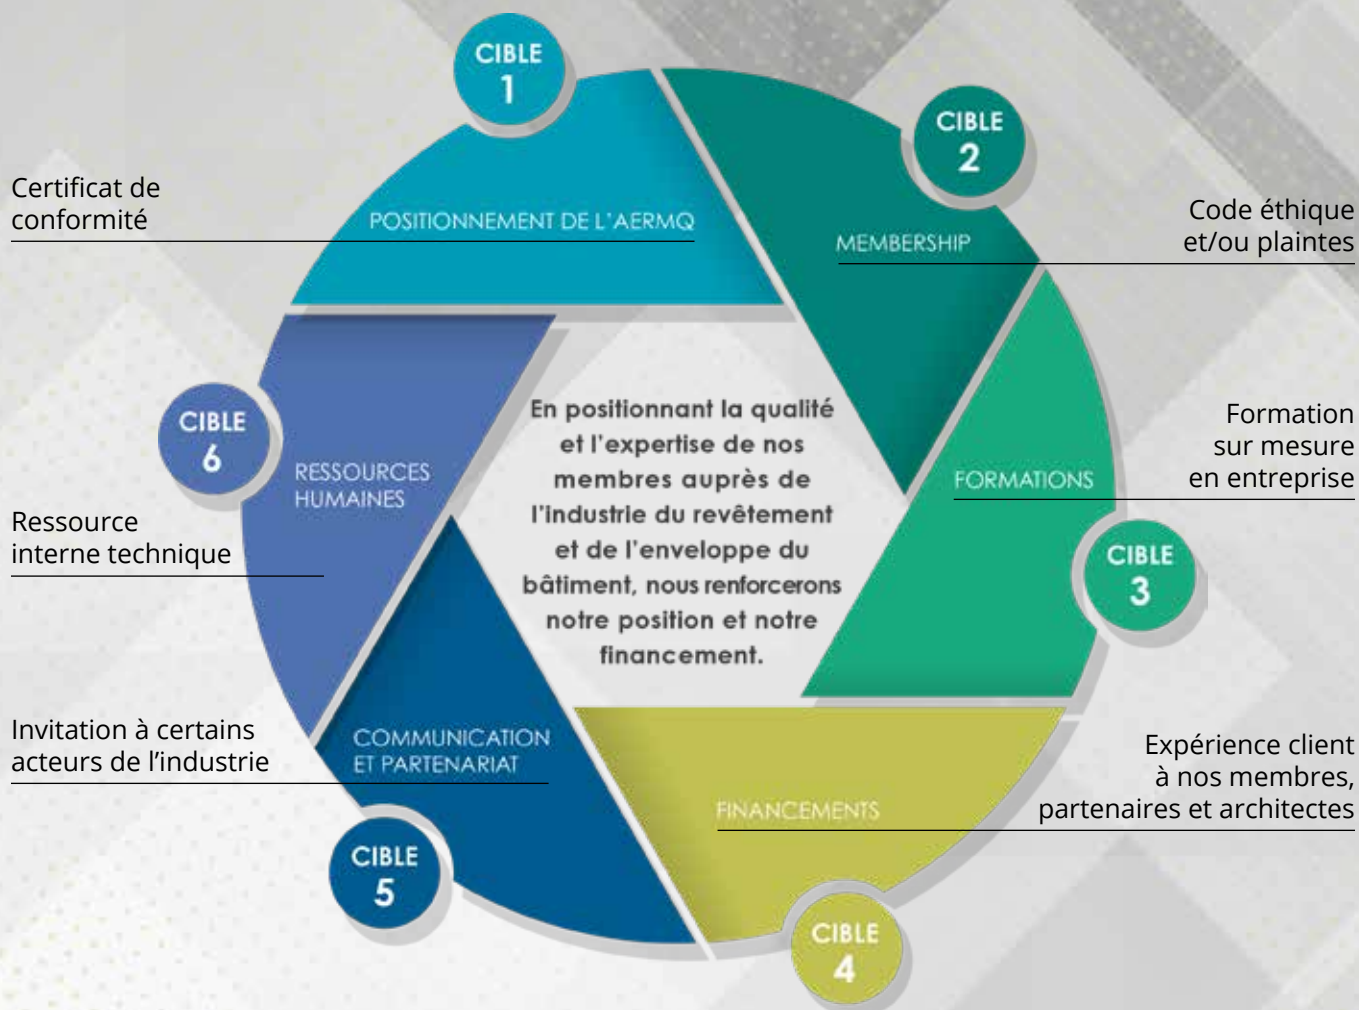 CIBLE
1
POSITIONNEMENT DE L'AERMQ
Certificat de
conformité
CIBLE
2
MEMBERSHIP
Code éthique
et/ou plaintes
CIBLE
3
FORMATIONS
Formation
sur mesure
en entreprise
CIBLE
4
FINANCEMENTS
Expérience client
à nos membres,
partenaires et architectes
CIBLE
5
COMMUNICATION
ET PARTENARIAT
Invitation à certains
acteurs de l'industrie
CIBLE
6
RESSOURCES
HUMAINES
Ressource
interne technique
En positionnant la qualité
et l'expertise de nos
membres auprès de
l'industrie du revêtement
et de l'enveloppe du
bâtiment, nous renforcerons
notre position et notre
financement.